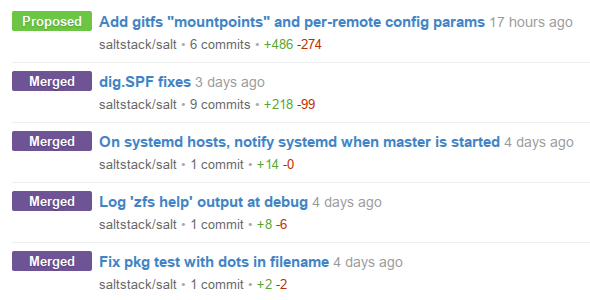 Proposed Add gitfs "mountpoints" and per-remote config params 17 hours ago
saltstack/salt • 6 commits • +486 -274
Merged dig.SPF fixes 3 days ago
saltstack/salt • 9 commits • +218 -99
Merged On systemd hosts, notify systemd when master is started 4 days ago
saltstack/salt • 1 commit • +14 -0
Merged Log 'zfs help' output at debug 4 days ago
saltstack/salt • 1 commit • +8 -6
Merged Fix pkg test with dots in filename 4 days ago
saltstack/salt • 1 commit • +2 -2